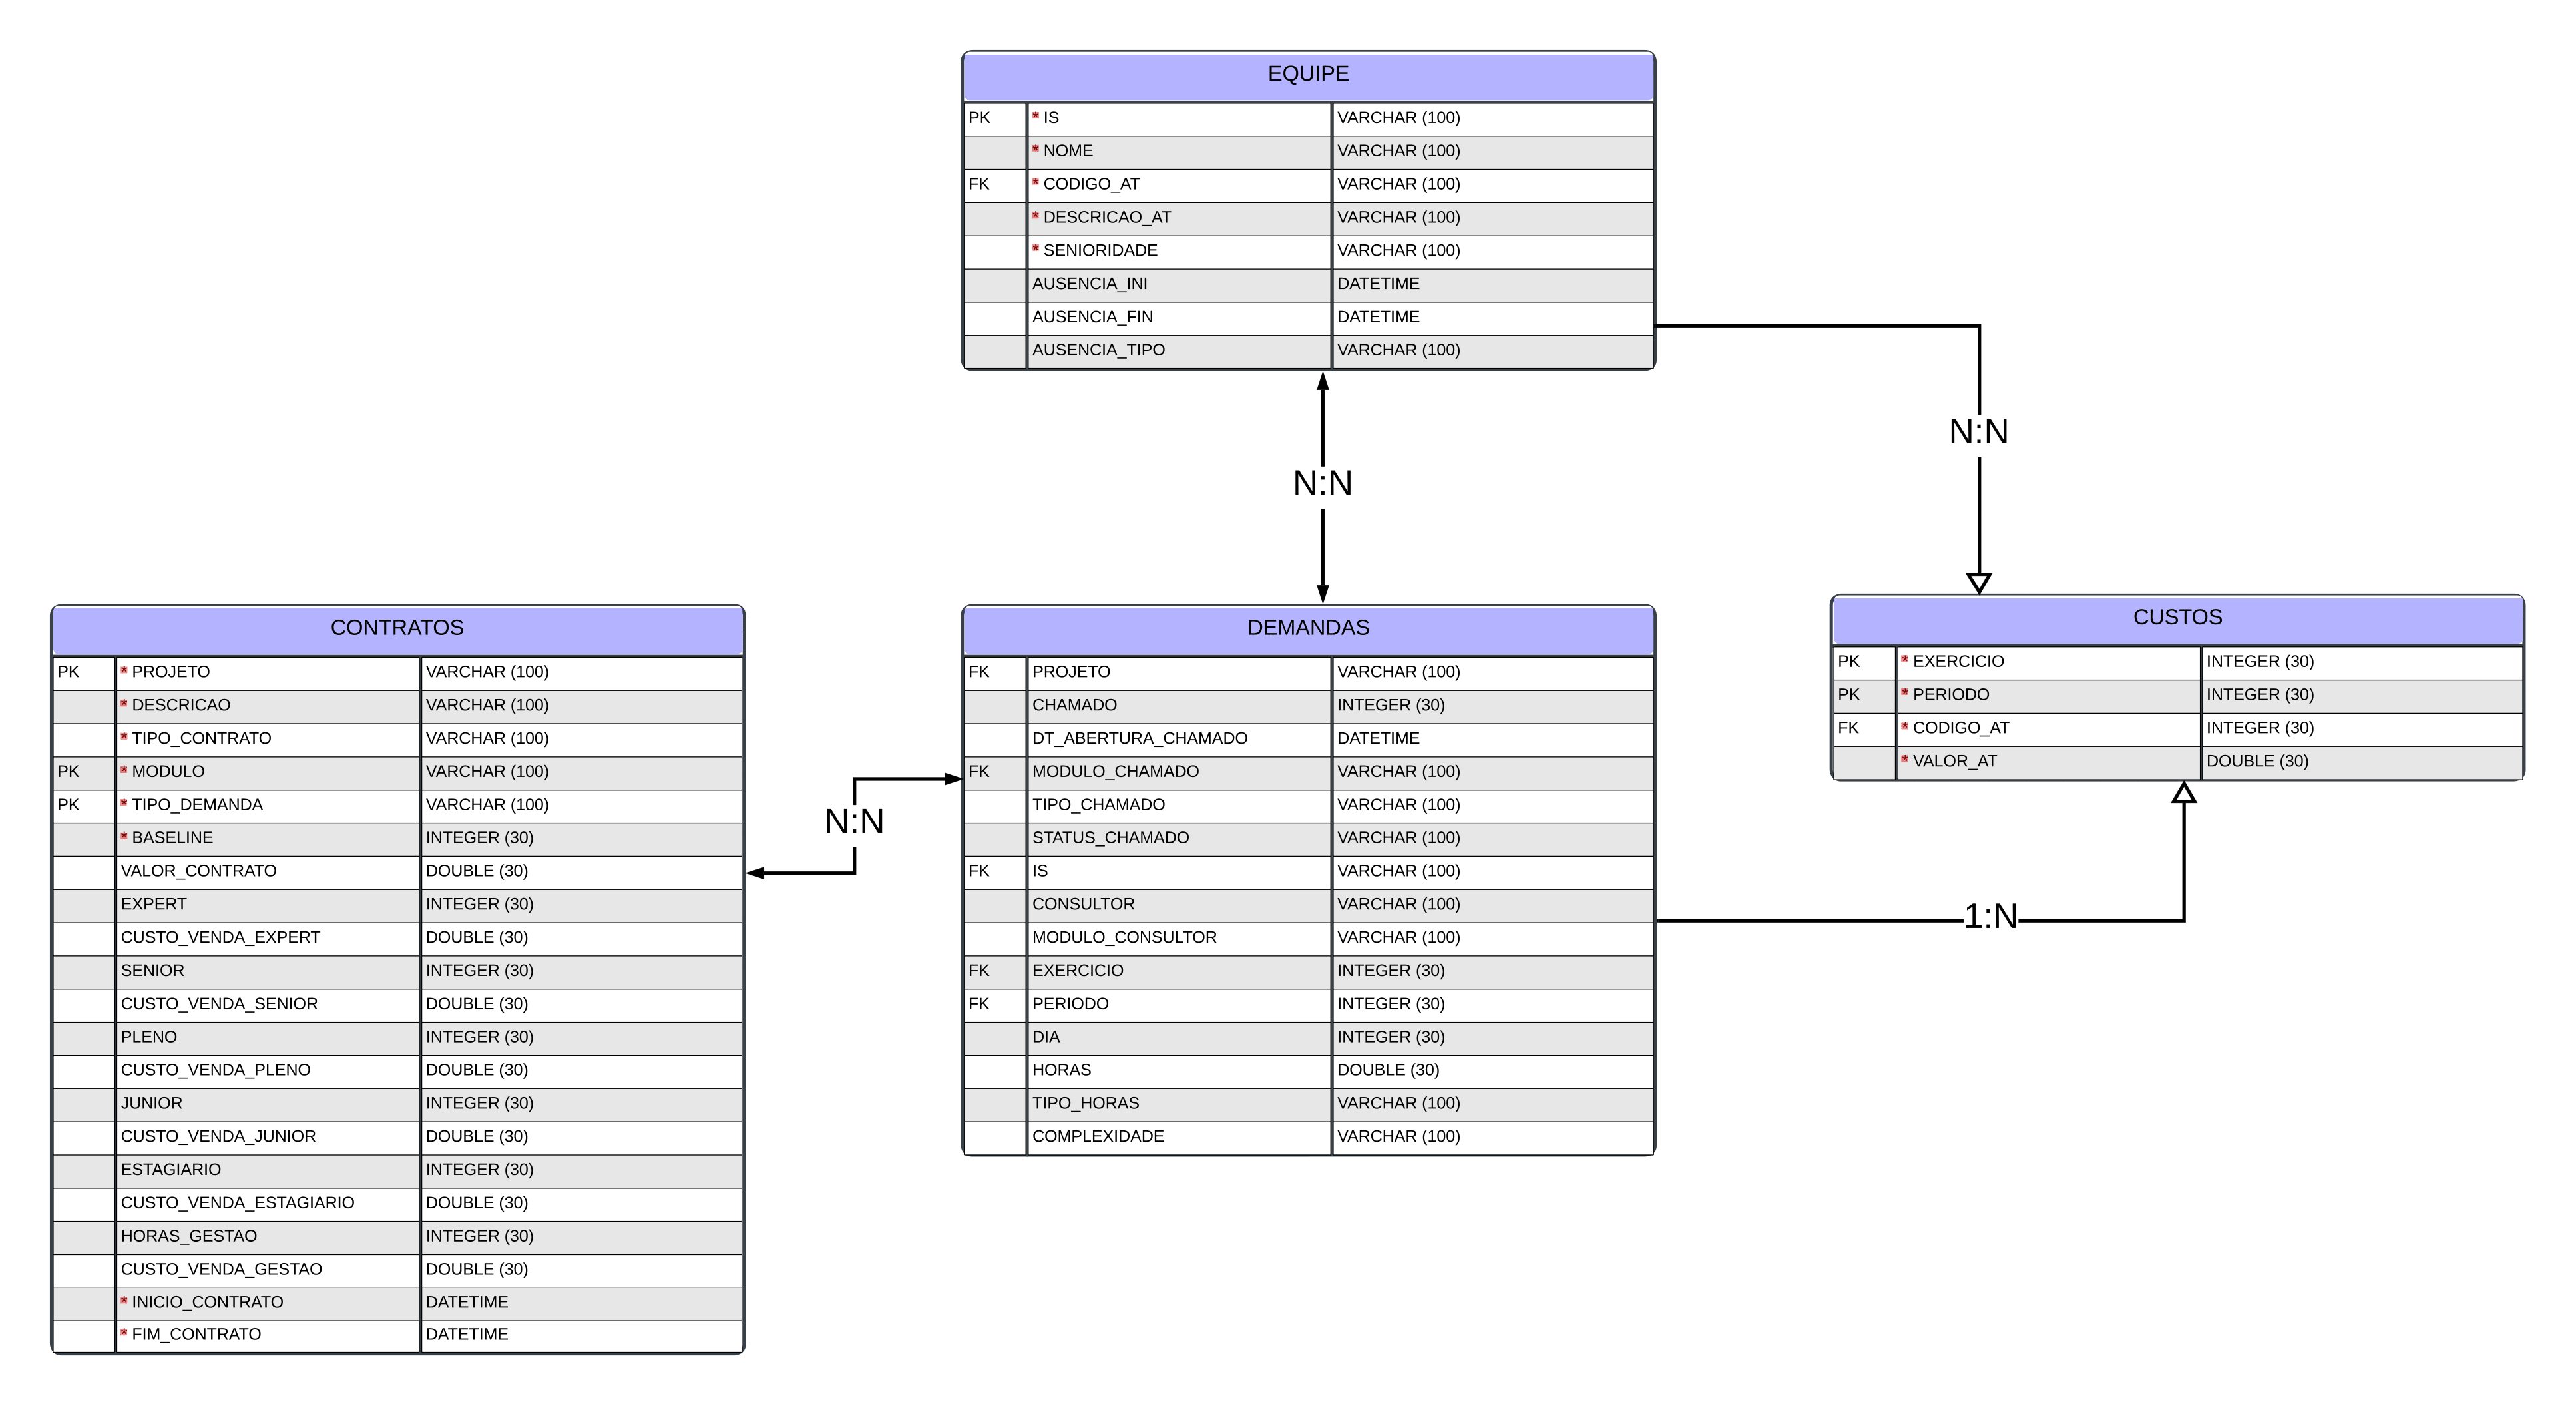 EQUIPE
PK * IS VARCHAR (100)
* NOME VARCHAR (100)
FK * CODIGO_AT VARCHAR (100)
* DESCRICAO_AT VARCHAR (100)
* SENIORIDADE VARCHAR (100)
AUSENCIA_INI DATETIME
AUSENCIA_FIN DATETIME
AUSENCIA_TIPO VARCHAR (100)
N:N
N:N
CONTRATOS
PK * PROJETO VARCHAR (100)
* DESCRICAO VARCHAR (100)
* TIPO_CONTRATO VARCHAR (100)
PK * MODULO VARCHAR (100)
PK * TIPO_DEMANDA VARCHAR (100)
* BASELINE INTEGER (30)
VALOR_CONTRATO DOUBLE (30)
EXPERT INTEGER (30)
CUSTO_VENDA_EXPERT DOUBLE (30)
SENIOR INTEGER (30)
CUSTO_VENDA_SENIOR DOUBLE (30)
PLENO INTEGER (30)
CUSTO_VENDA_PLENO DOUBLE (30)
JUNIOR INTEGER (30)
CUSTO_VENDA_JUNIOR DOUBLE (30)
ESTAGIARIO INTEGER (30)
CUSTO_VENDA_ESTAGIARIO DOUBLE (30)
HORAS_GESTAO INTEGER (30)
CUSTO_VENDA_GESTAO DOUBLE (30)
* INICIO_CONTRATO DATETIME
* FIM_CONTRATO DATETIME
N:N
DEMANDAS
FK PROJETO VARCHAR (100)
CHAMADO INTEGER (30)
DT_ABERTURA_CHAMADO DATETIME
FK MODULO_CHAMADO VARCHAR (100)
TIPO_CHAMADO VARCHAR (100)
STATUS_CHAMADO VARCHAR (100)
FK IS VARCHAR (100)
CONSULTOR VARCHAR (100)
MODULO_CONSULTOR VARCHAR (100)
FK EXERCICIO INTEGER (30)
FK PERIODO INTEGER (30)
DIA INTEGER (30)
HORAS DOUBLE (30)
TIPO_HORAS VARCHAR (100)
COMPLEXIDADE VARCHAR (100)
1:N
CUSTOS
PK * EXERCICIO INTEGER (30)
PK * PERIODO INTEGER (30)
FK * CODIGO_AT INTEGER (30)
* VALOR_AT DOUBLE (30)